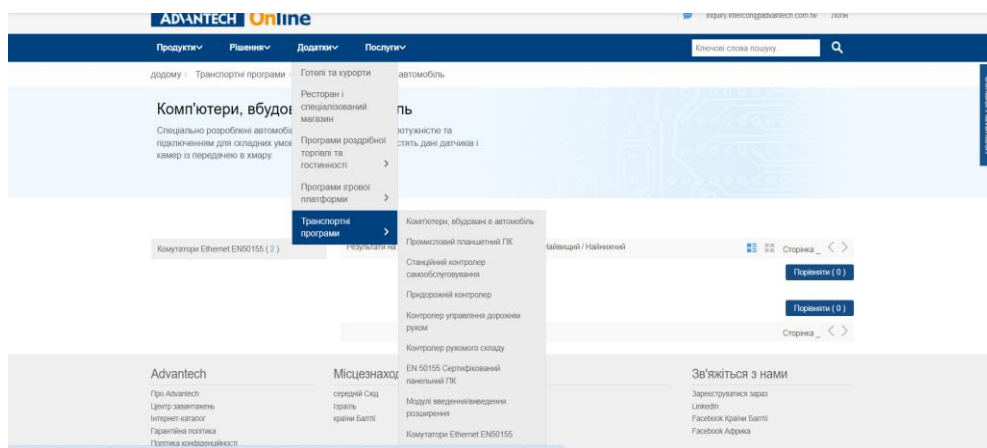 ADVANTECH Online
inquiry.intercon@advantech.com.tw
Логін
Продукти Рішення Додатки Послуги
Ключові слова пошуку...
додому > Транспортні програми
автомобіль
Готелі та курорти
Ресторан і
спеціалізований
магазин
Програми роздрібної
торгівлі та
гостинності
Програми ігрової
платформи
Транспортні
програми
Комп'ютери, вбудов
ль
Спеціально розроблені автомобіл
отужністю та
підключенням для складних умов
стять дані датчиків і
камер із передачею в хмару.
Комп'ютери, вбудовані в автомобіль
Промисловий планшетний ПК
Станційний контролер
самообслуговування
Придорожній контролер
Контролер управління дорожнім
рухом
Контролер рухомого складу
EN 50155 Сертифікований
панельний ПК
Модулі введення/виведення
розширення
Комутатори Ethernet EN50155
Комутатори Ethernet EN50155 ( 2 )
Результати на
Найвищий / Найнижчий
Сторінка _ < >
Порівняти ( 0 )
Порівняти ( 0 )
Сторінка _ < >
Advantech
Про Advantech
Центр завантажень
Інтернет-каталог
Гарантійна політика
Політика конфіденційності
Місцезнаход
середній Схід
Ізраїль
країни Балтії
Зв'яжіться з нами
Зареєструватися зараз
LinkedIn
Facebook Країни Балтії
Facebook Африка